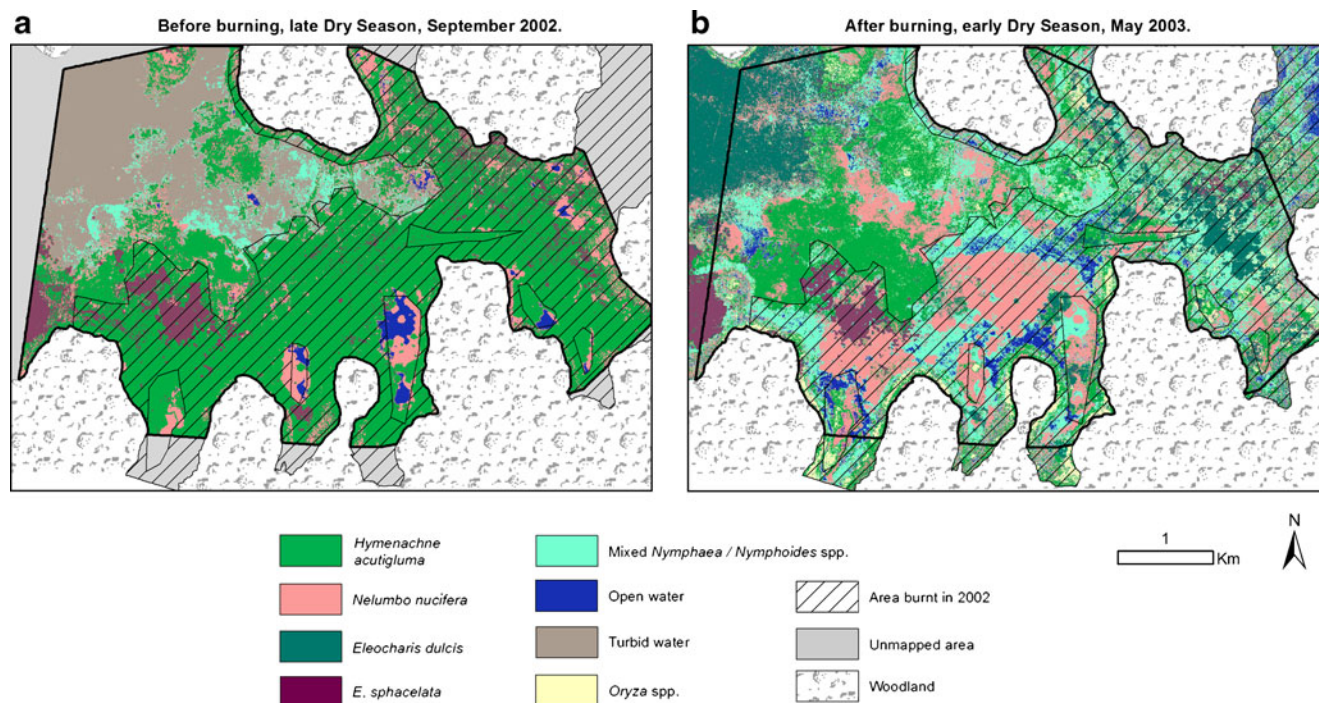 a
Before burning, late Dry Season, September 2002.
b
After burning, early Dry Season, May 2003.
Hymenachne
acutigluma
Nelumbo nucifera
Eleocharis dulcis
E. sphacelata
Mixed Nymphaea / Nymphoides spp.
Open water
Turbid water
Oryza spp.
Area burnt in 2002
Unmapped area
Woodland
1
Km
N